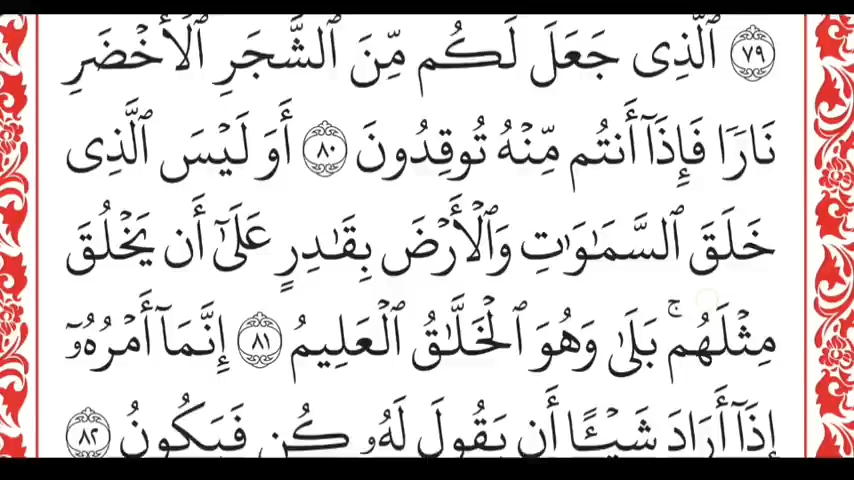 ﴿٧٩﴾ ٱلَّذِى جَعَلَ لَكُم مِّنَ ٱلشَّجَرِ ٱلْأَخْضَرِ
نَارًا فَإِذَآ أَنتُم مِّنْهُ تُوقِدُونَ ﴿٨٠﴾ أَوَ لَيْسَ ٱلَّذِى
خَلَقَ ٱلسَّمَـٰوَٰتِ وَٱلْأَرْضَ بِقَـٰدِرٍ عَلَىٰٓ أَن يَخْلُقَ
مِثْلَهُم ۚ بَلَىٰ وَهُوَ ٱلْخَلَّـٰقُ ٱلْعَلِيمُ ﴿٨١﴾ إِنَّمَآ أَمْرُهُۥٓ
إِذَآ أَرَادَ شَيْـًٔا أَن يَقُولَ لَهُۥ كُن فَيَكُونُ ﴿٨٢﴾